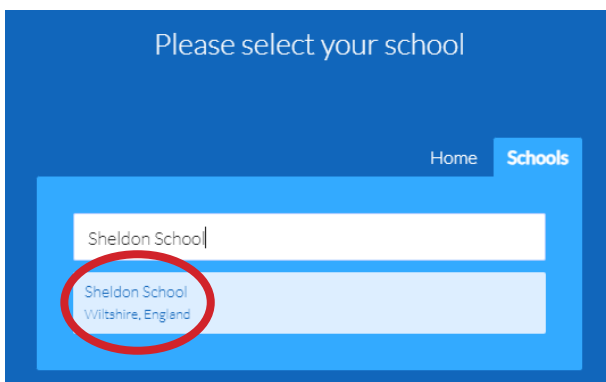 Please select your school
Home Schools
Sheldon School
Sheldon School
Wiltshire, England